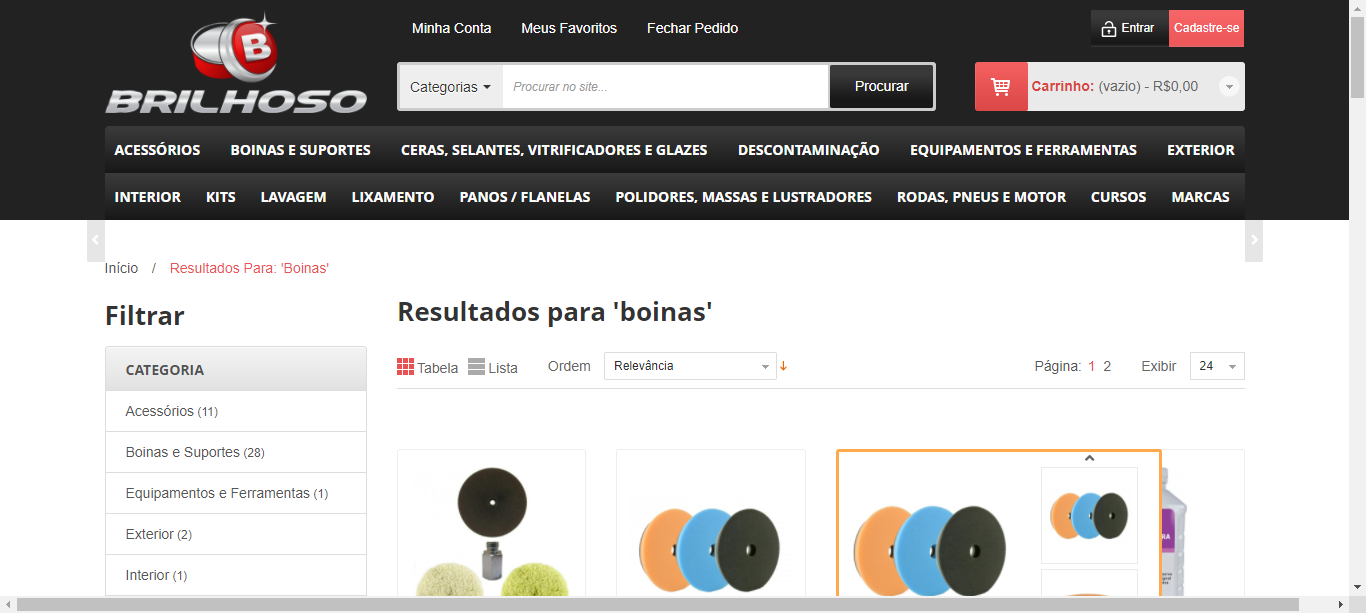 Minha Conta Meus Favoritos Fechar Pedido Entrar Cadastre-se
B
BRILHOSO
Categorias Procurar no site... Procurar Carrinho: (vazio) - R$0,00
ACESSÓRIOS BOINAS E SUPORTES CERAS, SELANTES, VITRIFICADORES E GLAZES DESCONTAMINAÇÃO EQUIPAMENTOS E FERRAMENTAS EXTERIOR
INTERIOR KITS LAVAGEM LIXAMENTO PANOS / FLANELAS POLIDORES, MASSAS E LUSTRADORES RODAS, PNEUS E MOTOR CURSOS MARCAS
Início / Resultados Para: 'Boinas'
Filtrar
CATEGORIA
Acessórios (11)
Boinas e Suportes (28)
Equipamentos e Ferramentas (1)
Exterior (2)
Interior (1)
Resultados para 'boinas'
Tabela Lista Ordem Relevância Página: 1 2 Exibir 24